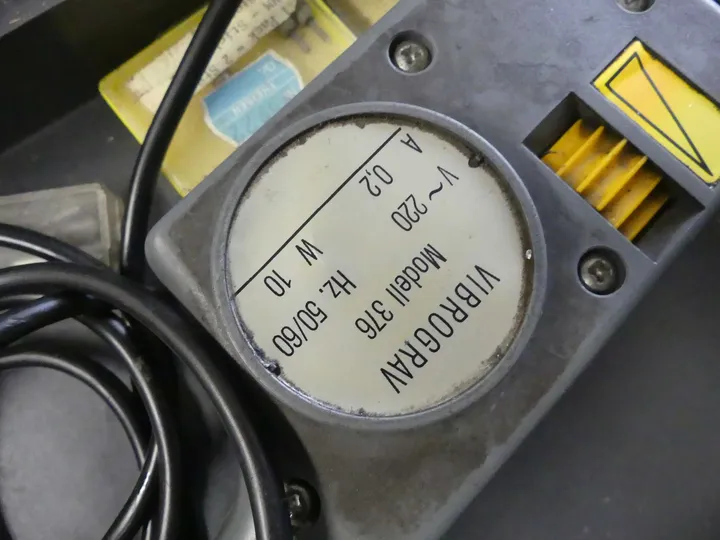 VIBROGRAV
Modell 376
V~ 220 Hz. 50/60
A 0,2 W 10